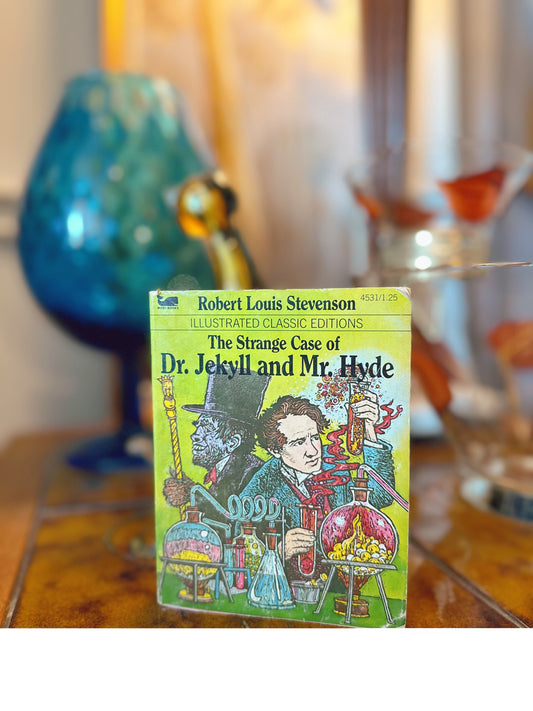 Robert Louis Stevenson
4531/1.25
ILLUSTRATED CLASSIC EDITIONS
The Strange Case of
Dr. Jekyll and Mr. Hyde